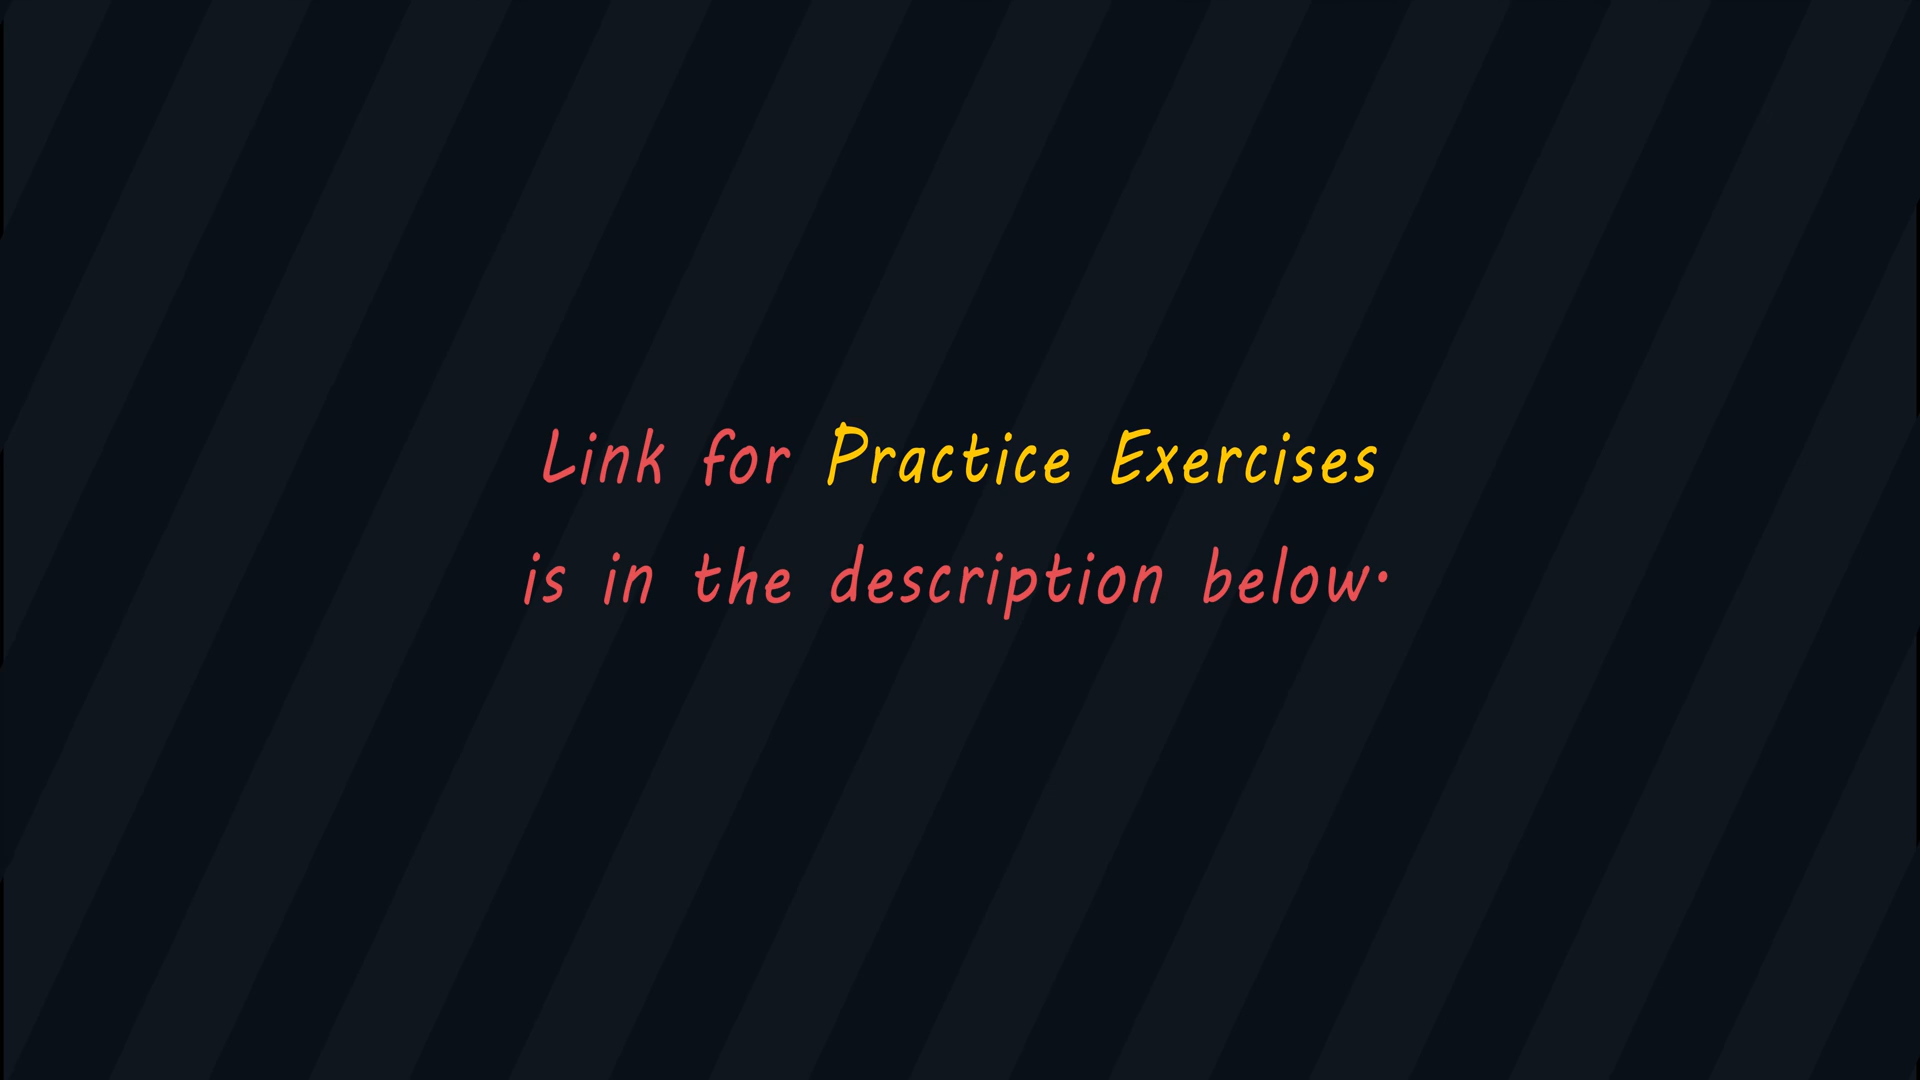 Link for Practice Exercises
is in the description below.